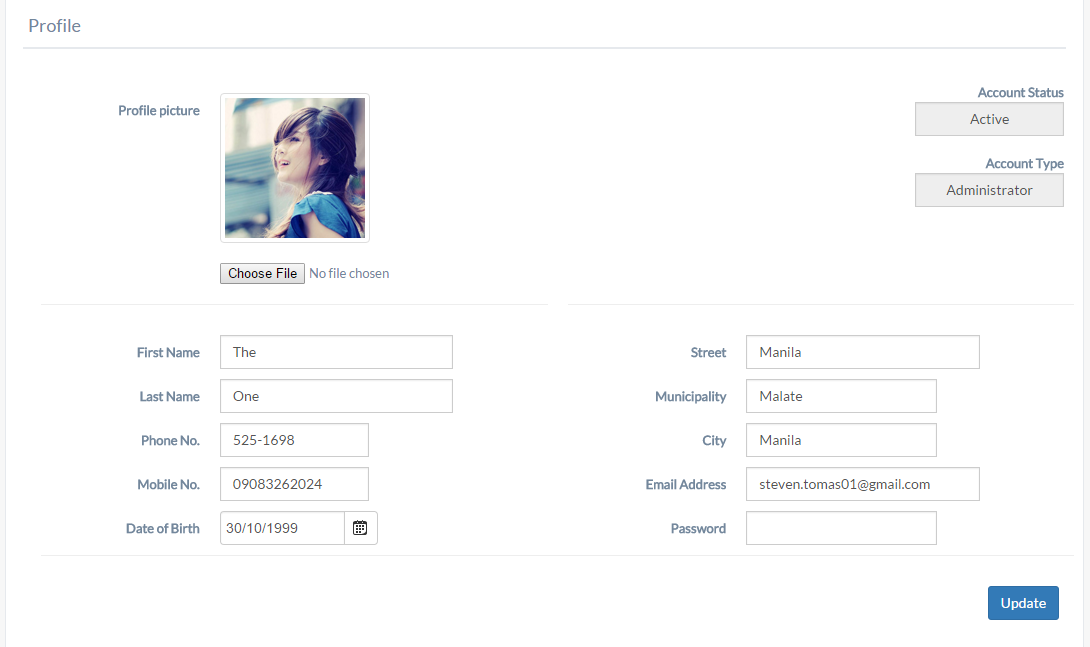 Profile
Profile picture
Account Status
Active
Account Type
Administrator
Choose File No file chosen
First Name The
Last Name One
Phone No. 525-1698
Mobile No. 09083262024
Date of Birth 30/10/1999
Street Manila
Municipality Malate
City Manila
Email Address steven.tomas01@gmail.com
Password
Update